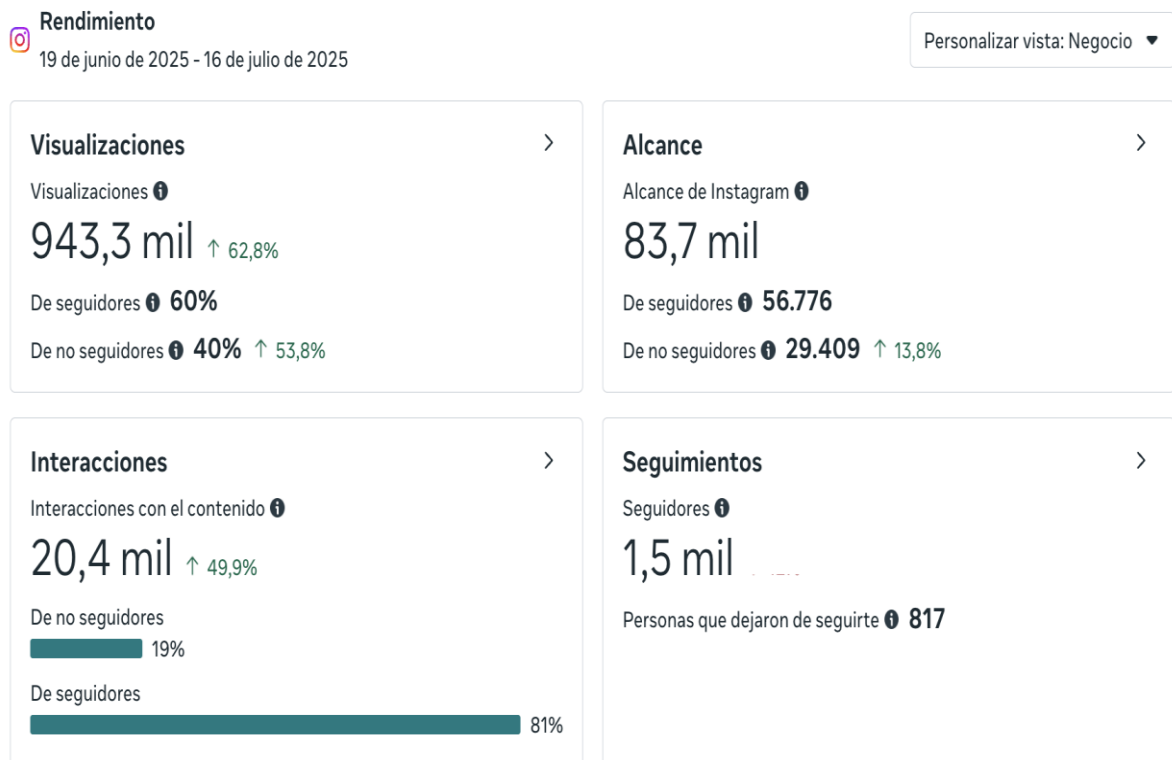 Rendimiento
19 de junio de 2025 - 16 de julio de 2025
Personalizar vista: Negocio
Visualizaciones
Visualizaciones
943,3 mil ↑ 62,8%
De seguidores 60%
De no seguidores 40% ↑ 53,8%
Alcance
Alcance de Instagram
83,7 mil
De seguidores 56.776
De no seguidores 29.409 ↑ 13,8%
Interacciones
Interacciones con el contenido
20,4 mil ↑ 49,9%
De no seguidores
19%
De seguidores
81%
Seguimientos
Seguidores
1,5 mil
Personas que dejaron de seguirte 817